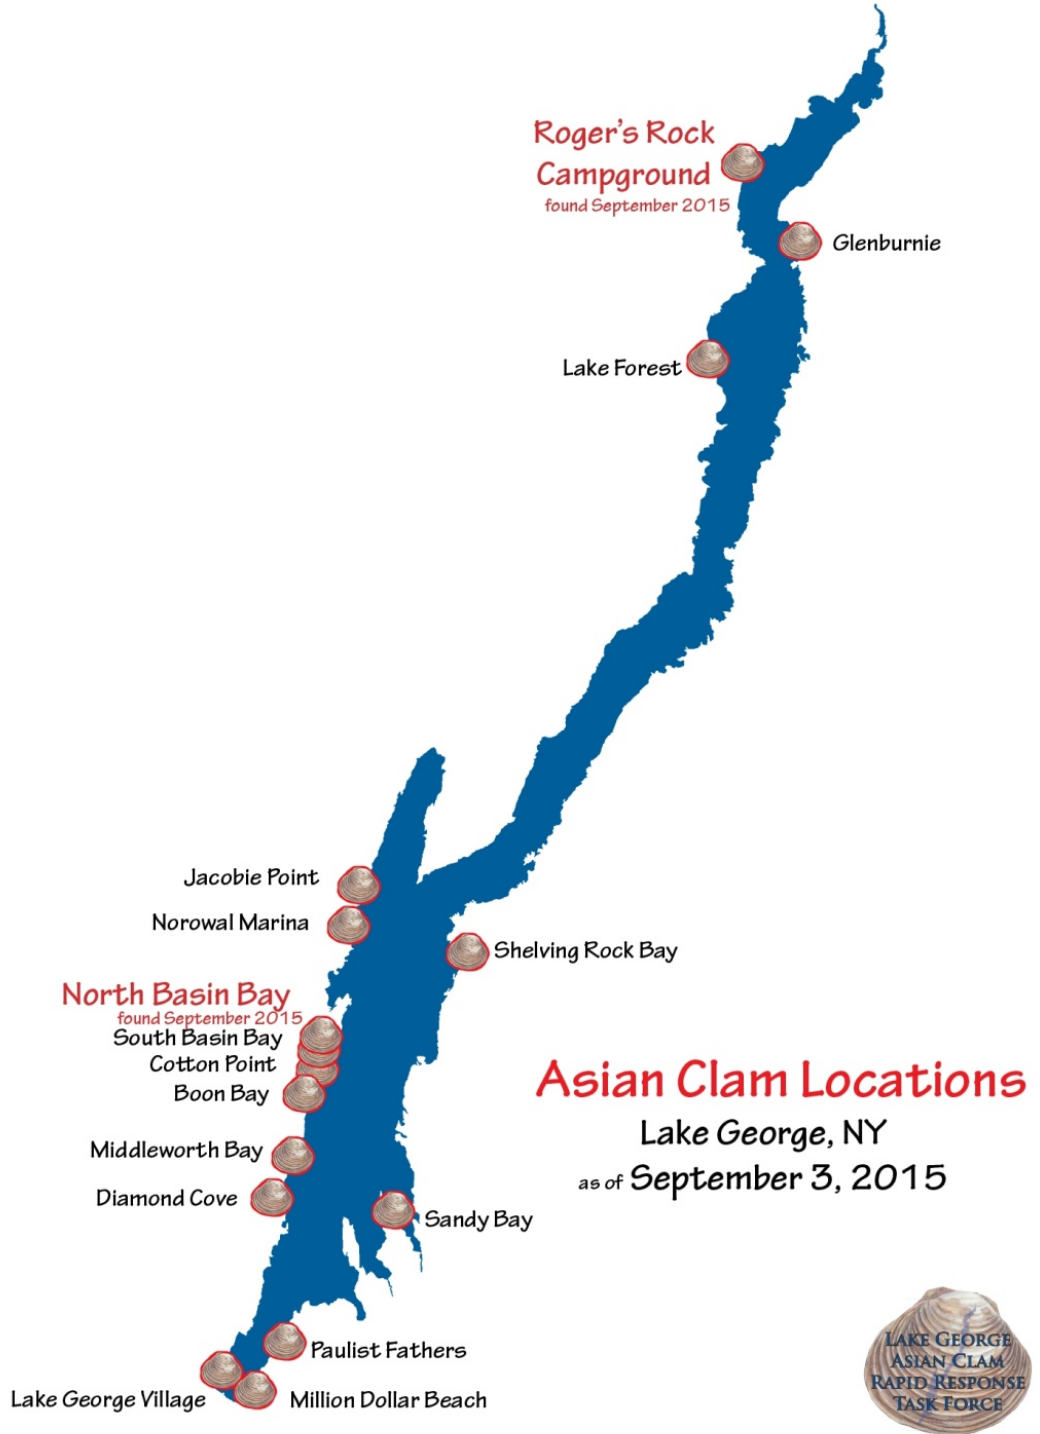 Roger's Rock
Campground
found September 2015
Glenburnie
Lake Forest
Jacobie Point
Norowal Marina
Shelving Rock Bay
North Basin Bay
found September 2015
South Basin Bay
Cotton Point
Boon Bay
Asian Clam Locations
Lake George, NY
as of September 3, 2015
Middleworth Bay
Diamond Cove
Sandy Bay
Paulist Fathers
Lake George Village
Million Dollar Beach
LAKE GEORGE
ASIAN CLAM
RAPID RESPONSE
TASK FORCE